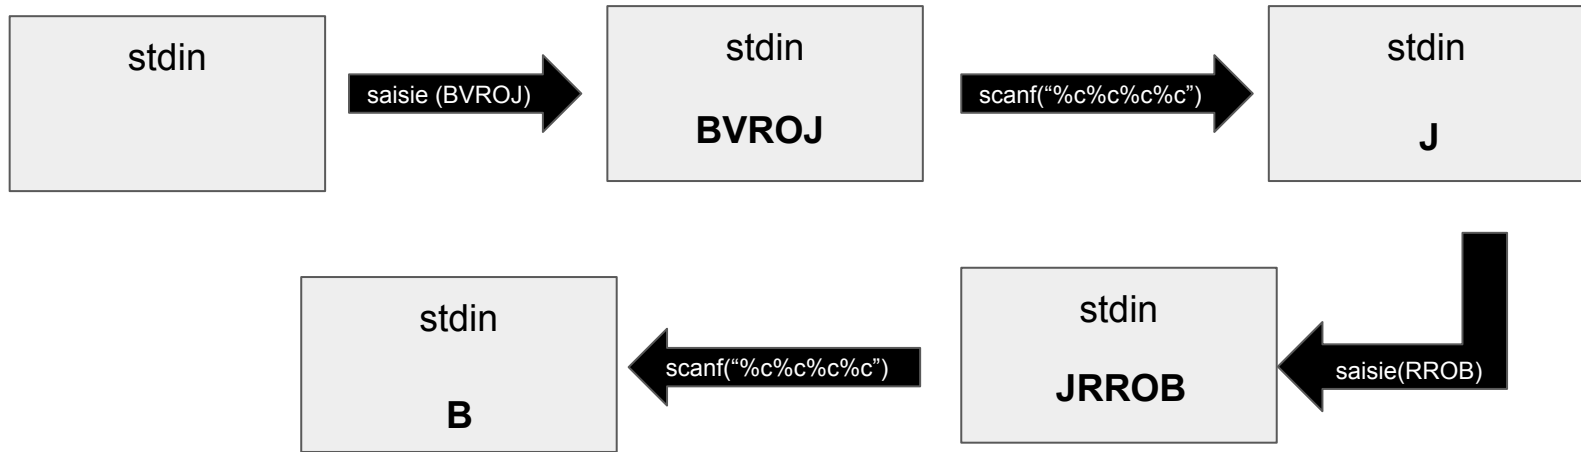 stdin
saisie (BVROJ)
stdin
BVROJ
scanf(“%c%c%c%c”)
stdin
J
saisie(RROB)
stdin
JRROB
scanf(“%c%c%c%c”)
stdin
B